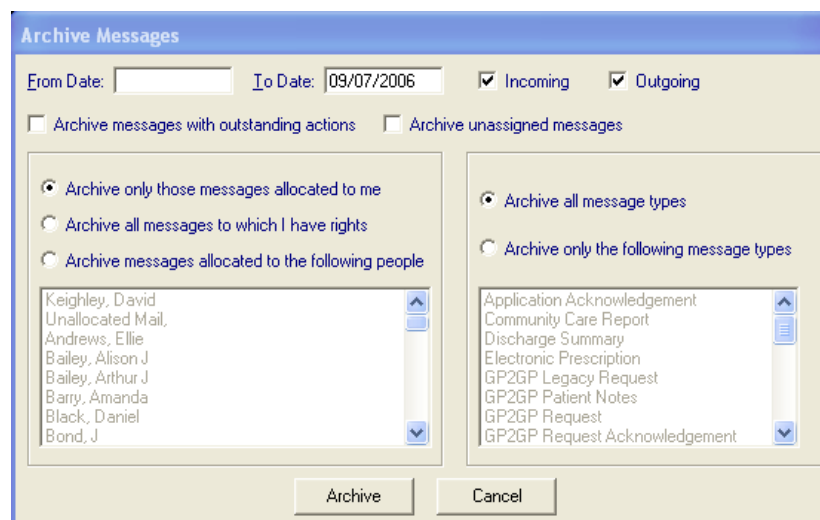 Archive Messages
From Date: To Date: 09/07/2006 Incoming Outgoing
Archive messages with outstanding actions Archive unassigned messages
Archive only those messages allocated to me
Archive all messages to which I have rights
Archive messages allocated to the following people
Keighley, David
Unallocated Mail,
Andrews, Ellie
Bailey, Alison J
Bailey, Arthur J
Barry, Amanda
Black, Daniel
Bond, J
Archive all message types
Archive only the following message types
Application Acknowledgement
Community Care Report
Discharge Summary
Electronic Prescription
GP2GP Legacy Request
GP2GP Patient Notes
GP2GP Request
GP2GP Request Acknowledgement
Archive Cancel